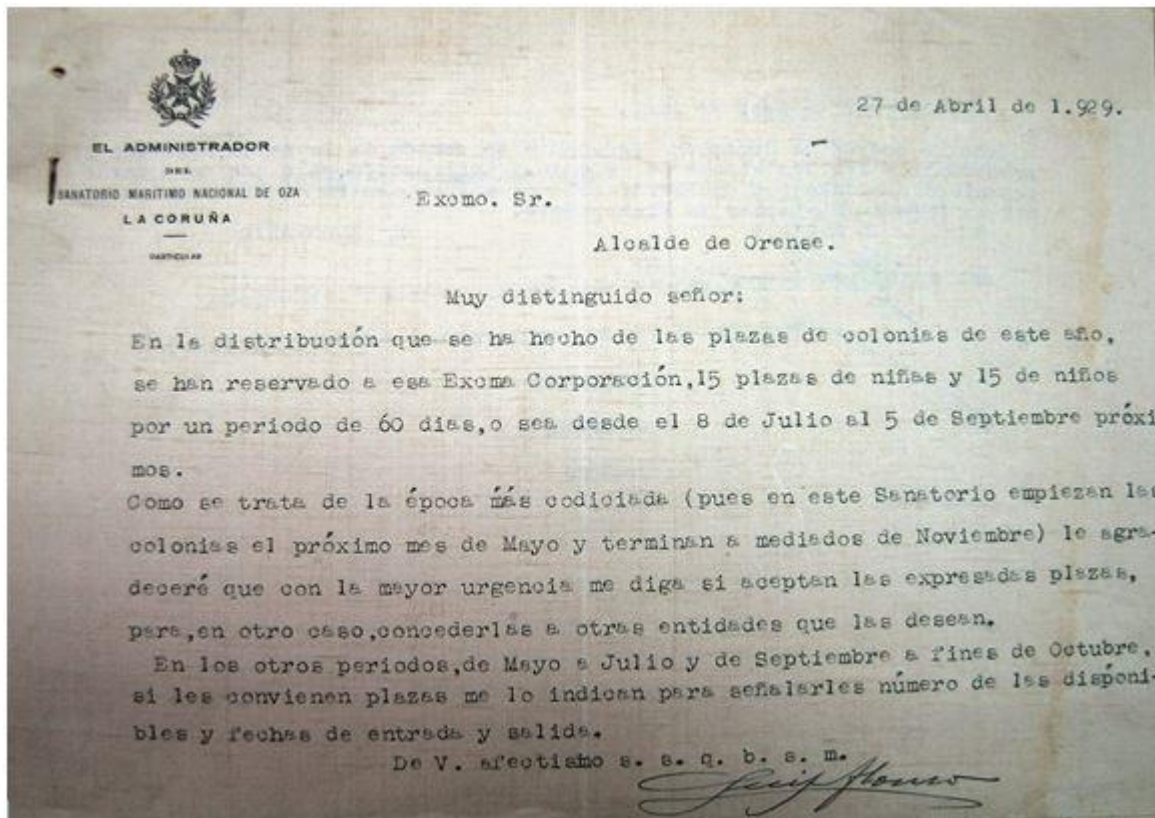 EL ADMINISTRADOR
DEL
SANATORIO MARITIMO NACIONAL DE OZA
LA CORUÑA
PARTICULAR
27 de Abril de 1.929.
Excmo. Sr.
Alcalde de Orense.
Muy distinguido señor:
En la distribución que se ha hecho de las plazas de colonias de este año,
se han reservado a esa Excma Corporación,15 plazas de niñas y 15 de niños
por un periodo de 60 dias,o sea desde el 8 de Julio al 5 de Septiembre próxi
mos.
Como se trata de la época más codiciada (pues en este Sanatorio empiezan las
colonias el próximo mes de Mayo y terminan a mediados de Noviembre) le agra-
deceré que con la mayor urgencia me diga si aceptan las expresadas plazas,
para,en otro caso,concederlas a otras entidades que las desean.
En los otros periodos,de Mayo a Julio y de Septiembre a fines de Octubre,
si les convienen plazas me lo indican para señalarles número de las disponi-
bles y fechas de entrada y salida.
De V. afectismo s. s. q. b. s. m.
Luis Alonso